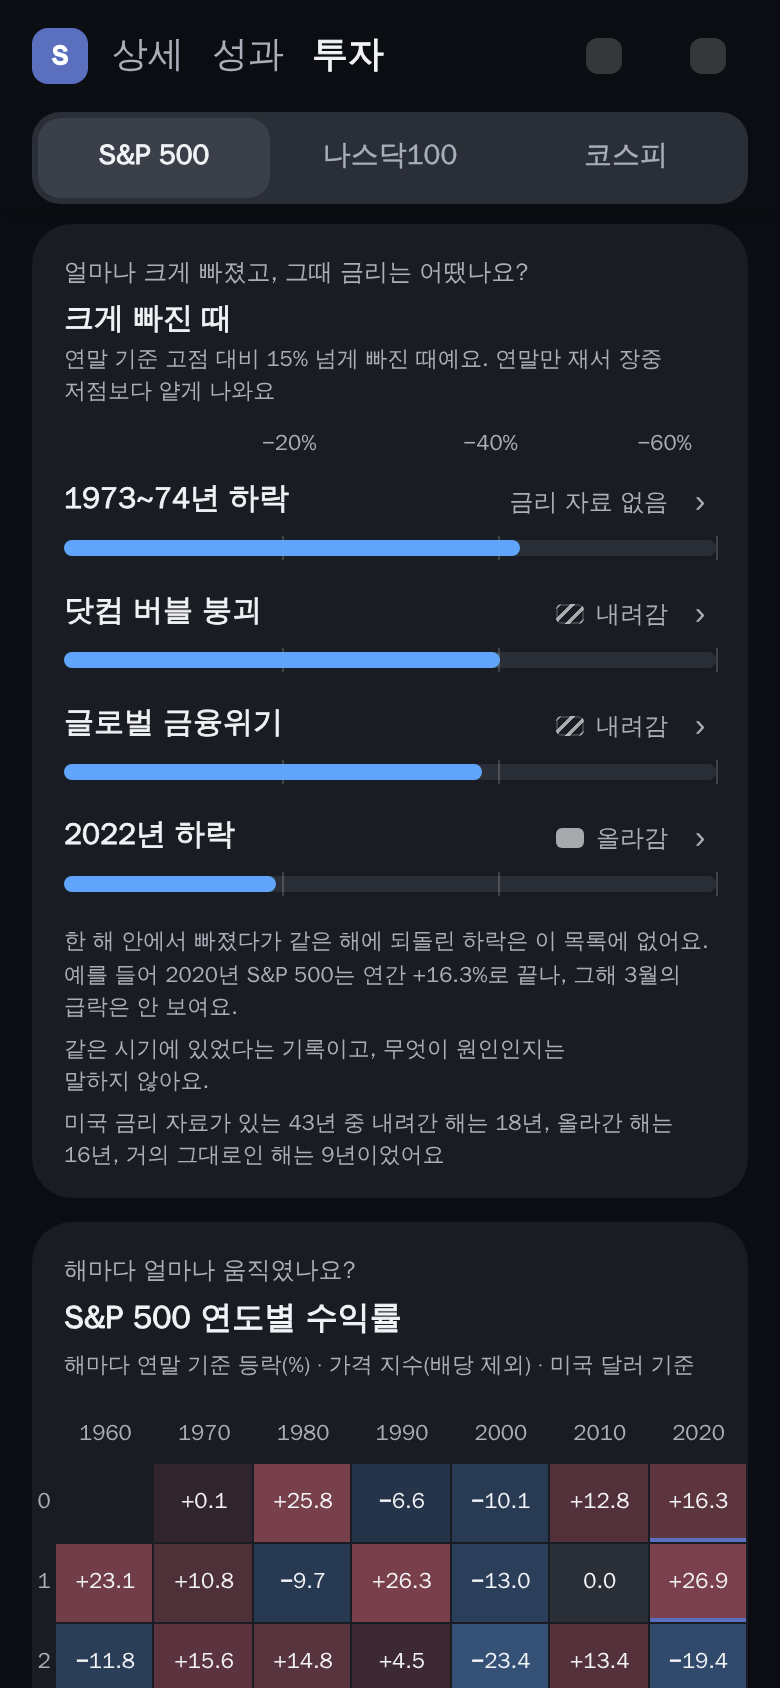 S 상세 성과 투자
S&P 500 나스닥100 코스피
얼마나 크게 빠졌고, 그때 금리는 어땠나요?
크게 빠진 때
연말 기준 고점 대비 15% 넘게 빠진 때예요. 연말만 재서 장중
저점보다 얕게 나와요
−20% −40% −60%
1973~74년 하락 금리 자료 없음 ›
닷컴 버블 붕괴 내려감 ›
글로벌 금융위기 내려감 ›
2022년 하락 올라감 ›
한 해 안에서 빠졌다가 같은 해에 되돌린 하락은 이 목록에 없어요.
예를 들어 2020년 S&P 500는 연간 +16.3%로 끝나, 그해 3월의
급락은 안 보여요.
같은 시기에 있었다는 기록이고, 무엇이 원인인지는
말하지 않아요.
미국 금리 자료가 있는 43년 중 내려간 해는 18년, 올라간 해는
16년, 거의 그대로인 해는 9년이었어요
해마다 얼마나 움직였나요?
S&P 500 연도별 수익률
해마다 연말 기준 등락(%) · 가격 지수(배당 제외) · 미국 달러 기준
1960 1970 1980 1990 2000 2010 2020
0 +0.1 +25.8 −6.6 −10.1 +12.8 +16.3
1 +23.1 +10.8 −9.7 +26.3 −13.0 0.0 +26.9
2 −11.8 +15.6 +14.8 +4.5 −23.4 +13.4 −19.4